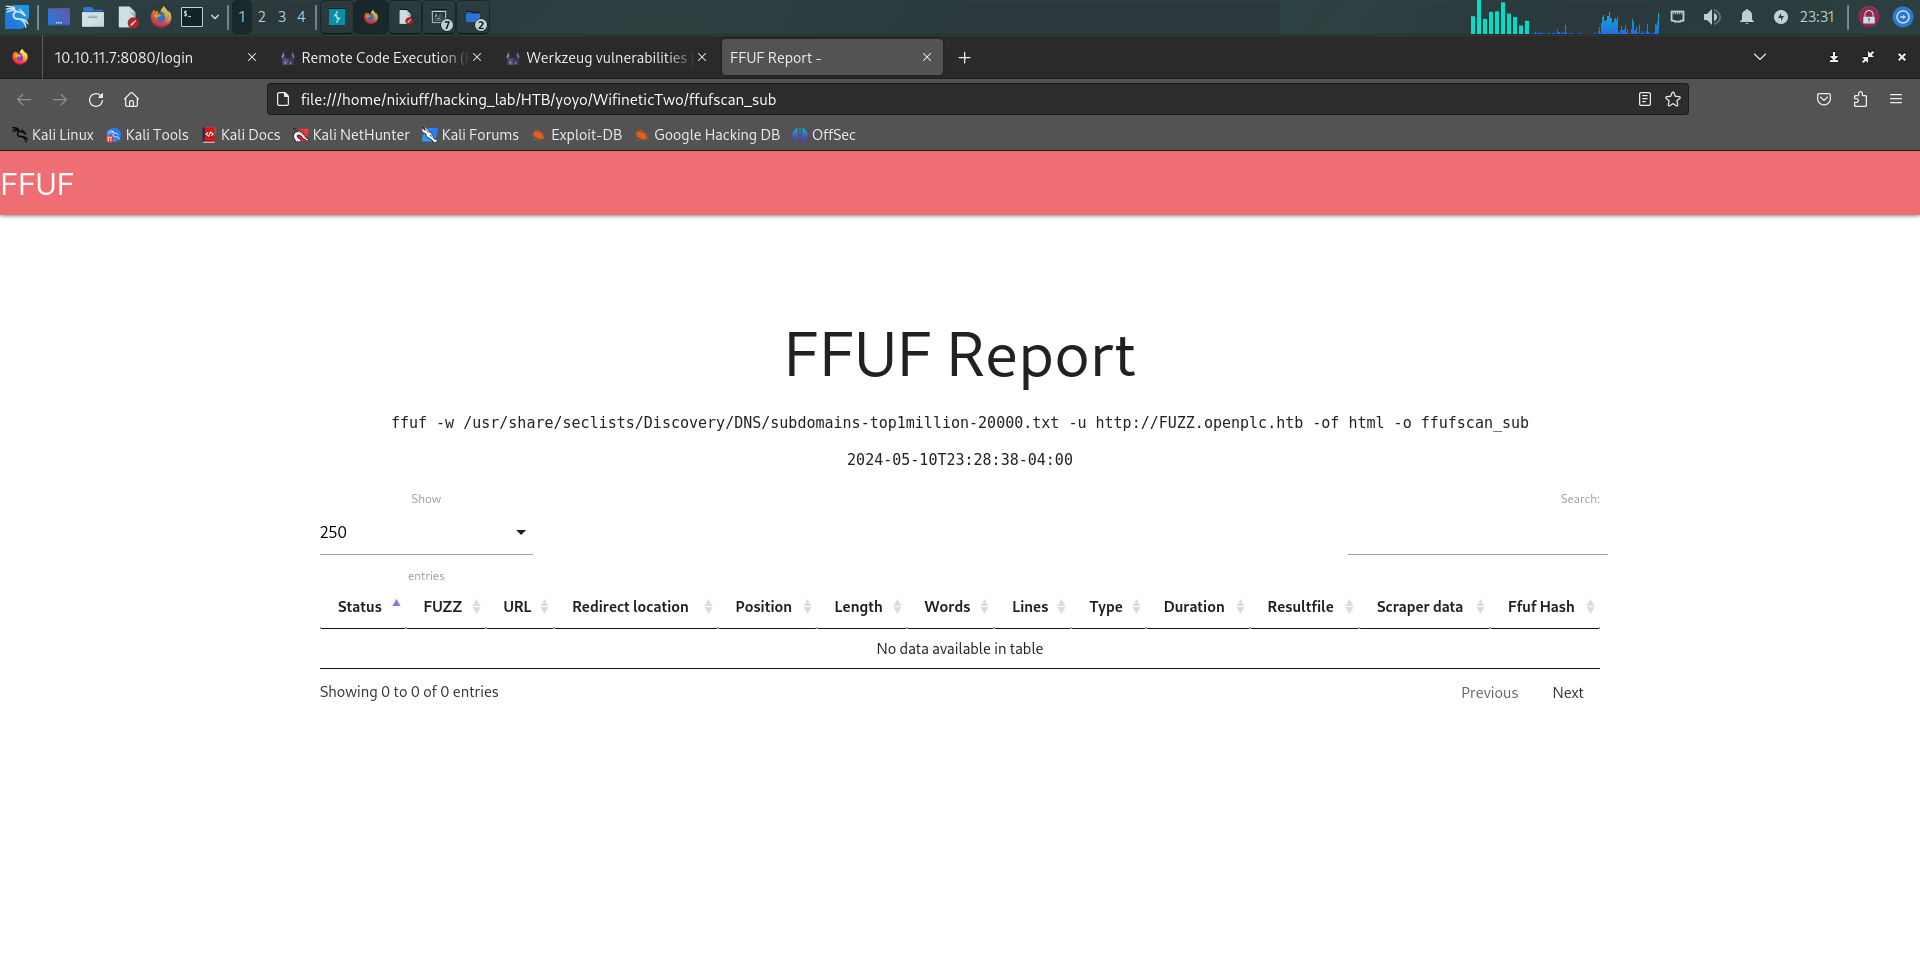 1 2 3 4 7 2 23:31
10.10.11.7:8080/login Remote Code Execution ( Werkzeug vulnerabilities FFUF Report -
file:///home/nixiuff/hacking_lab/HTB/yoyo/WifineticTwo/ffufscan_sub
Kali Linux Kali Tools Kali Docs Kali NetHunter Kali Forums Exploit-DB Google Hacking DB OffSec
FFUF
FFUF Report
ffuf -w /usr/share/seclists/Discovery/DNS/subdomains-top1million-20000.txt -u http://FUZZ.openplc.htb -of html -o ffufscan_sub
2024-05-10T23:28:38-04:00
Show Search:
250
entries
Status FUZZ URL Redirect location Position Length Words Lines Type Duration Resultfile Scraper data Ffuf Hash
No data available in table
Showing 0 to 0 of 0 entries Previous Next